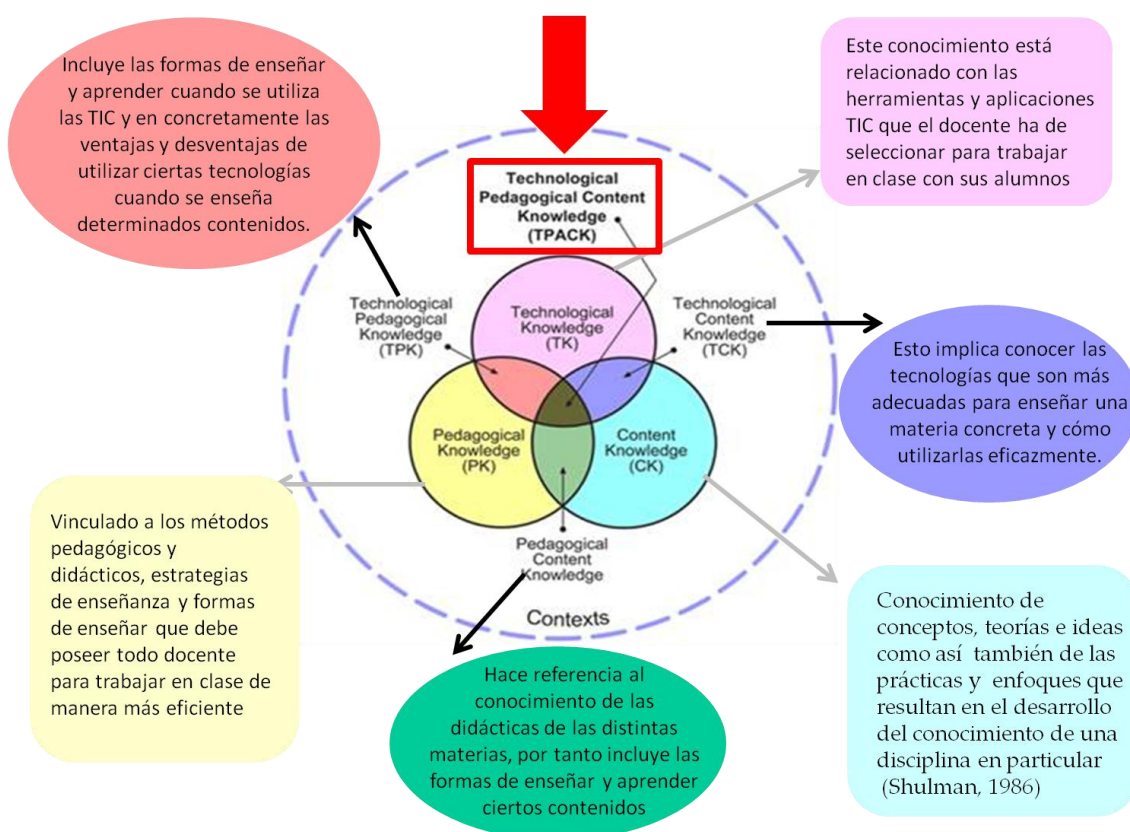 Incluye las formas de enseñar
y aprender cuando se utiliza
las TIC y en concretamente las
ventajas y desventajas de
utilizar ciertas tecnologías
cuando se enseña
determinados contenidos.
Este conocimiento está
relacionado con las
herramientas y aplicaciones
TIC que el docente ha de
seleccionar para trabajar
en clase con sus alumnos
Technological
Pedagogical Content
Knowledge
(TPACK)
Technological
Pedagogical
Knowledge
(TPK)
Technological
Knowledge
(TK)
Technological
Content
Knowledge
(TCK)
Esto implica conocer las
tecnologías que son más
adecuadas para enseñar una
materia concreta y cómo
utilizarlas eficazmente.
Pedagogical
Knowledge
(PK)
Content
Knowledge
(CK)
Vinculado a los métodos
pedagógicos y
didácticos, estrategias
de enseñanza y formas
de enseñar que debe
poseer todo docente
para trabajar en clase de
manera más eficiente
Pedagogical
Content
Knowledge
Contexts
Hace referencia al
conocimiento de las
didácticas de las distintas
materias, por tanto incluye las
formas de enseñar y aprender
ciertos contenidos
Conocimiento de
conceptos, teorías e ideas
como así también de las
prácticas y enfoques que
resultan en el desarrollo
del conocimiento de una
disciplina en particular
(Shulman, 1986)